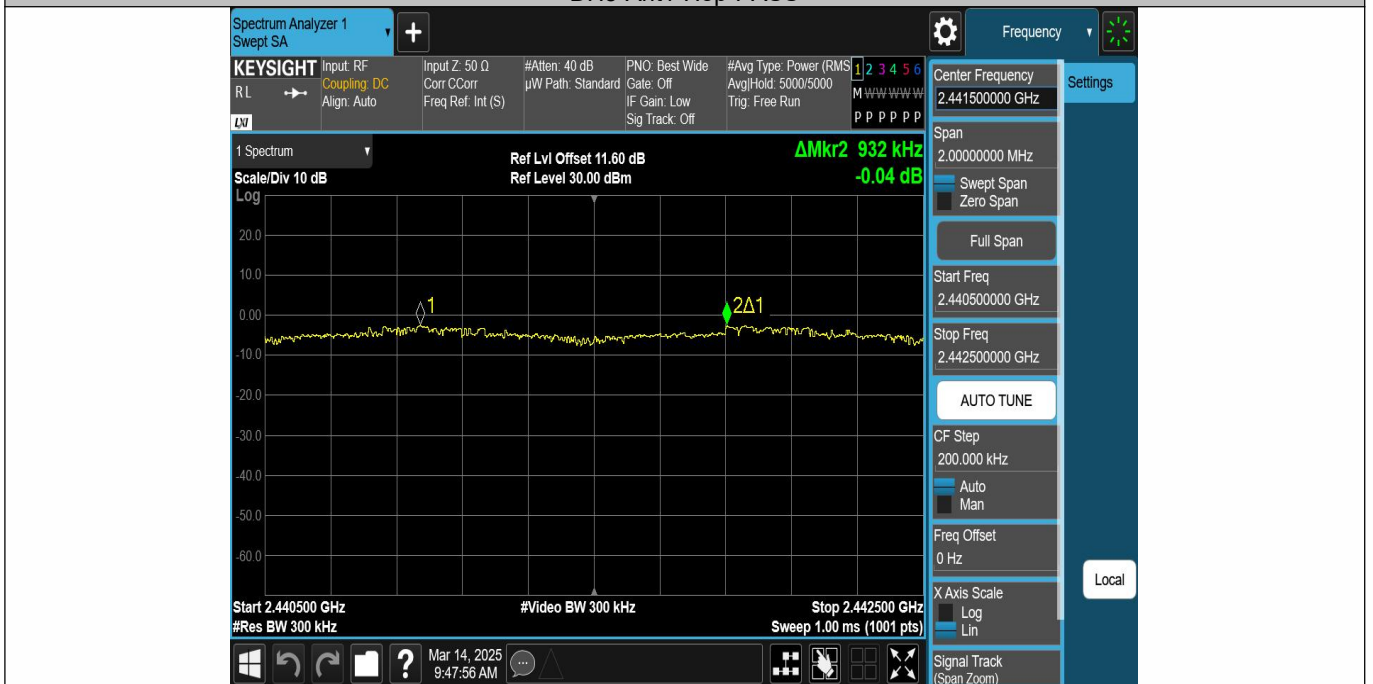 Spectrum Analyzer 1
Swept SA
+
Frequency
KEYSIGHT
RL
LXI
Input: RF
Coupling: DC
Align: Auto
Input Z: 50 Ω
Corr CCorr
Freq Ref: Int (S)
#Atten: 40 dB
µW Path: Standard
PNO: Best Wide
Gate: Off
IF Gain: Low
Sig Track: Off
#Avg Type: Power (RMS
Avg|Hold: 5000/5000
Trig: Free Run
1 2 3 4 5 6
M W W W W W
P P P P P P
Center Frequency
2.441500000 GHz
Settings
Span
2.00000000 MHz
Swept Span
Zero Span
Full Span
Start Freq
2.440500000 GHz
Stop Freq
2.442500000 GHz
AUTO TUNE
CF Step
200.000 kHz
Auto
Man
Freq Offset
0 Hz
X Axis Scale
Log
Lin
Local
Signal Track
(Span Zoom)
1 Spectrum
Scale/Div 10 dB
Log
Ref Lvl Offset 11.60 dB
Ref Level 30.00 dBm
ΔMkr2 932 kHz
-0.04 dB
20.0
10.0
0.00
-10.0
-20.0
-30.0
-40.0
-50.0
-60.0
1
2Δ1
Start 2.440500 GHz
#Res BW 300 kHz
#Video BW 300 kHz
Stop 2.442500 GHz
Sweep 1.00 ms (1001 pts)
?
Mar 14, 2025
9:47:56 AM